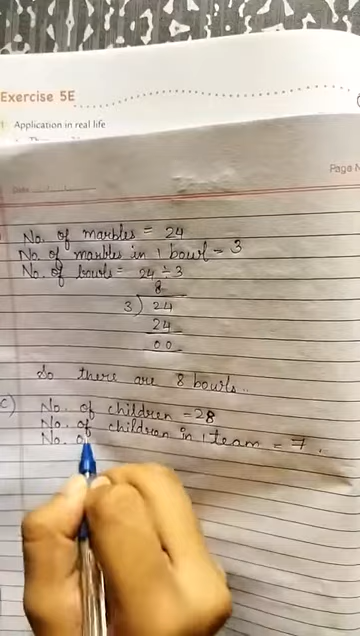 Exercise 5E
1 Application in real life
Page N
Date
No. of marbles = 24
No. of marbles in 1 bowl = 3
No. of bowls = 24 ÷ 3
8
3) 24
24
00
So there are 8 bowls.
c) No. of children = 28
No. of children in 1 team = 7.
No. of